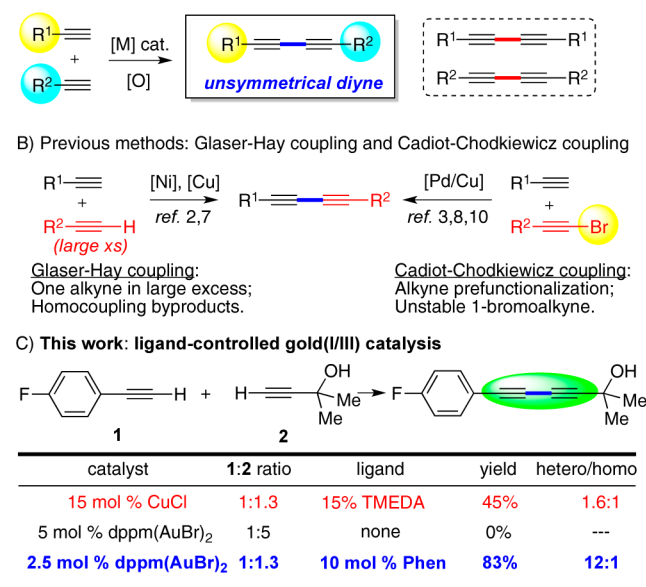 R1 [M] cat. R1 R2 R1 R1
+
R2 [O] unsymmetrical diyne R2 R2
B) Previous methods: Glaser-Hay coupling and Cadiot-Chodkiewicz coupling
R1 [Ni], [Cu] R1 R2 [Pd/Cu] R1
+ +
R2 H ref. 2,7 ref. 3,8,10 R2 Br
(large xs)
Glaser-Hay coupling: Cadiot-Chodkiewicz coupling:
One alkyne in large excess; Alkyne prefunctionalization;
Homocoupling byproducts. Unstable 1-bromoalkyne.
C) This work: ligand-controlled gold(I/III) catalysis
OH OH
F H + H Me F Me
Me Me
1 2
catalyst 1:2 ratio ligand yield hetero/homo
15 mol % CuCl 1:1.3 15% TMEDA 45% 1.6:1
5 mol % dppm(AuBr)2 1:5 none 0% ---
2.5 mol % dppm(AuBr)2 1:1.3 10 mol % Phen 83% 12:1